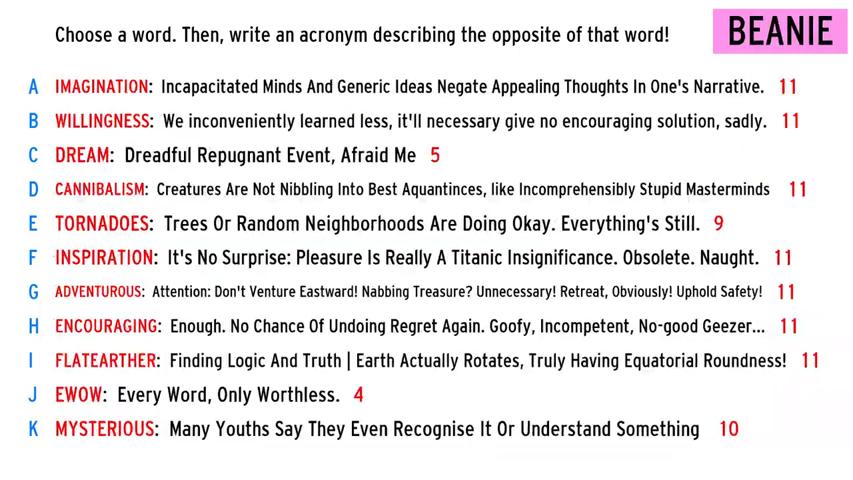 Choose a word. Then, write an acronym describing the opposite of that word!
BEANIE
A IMAGINATION: Incapacitated Minds And Generic Ideas Negate Appealing Thoughts In One's Narrative. 11
B WILLINGNESS: We inconveniently learned less, it'll necessary give no encouraging solution, sadly. 11
C DREAM: Dreadful Repugnant Event, Afraid Me 5
D CANNIBALISM: Creatures Are Not Nibbling Into Best Aquantinces, like Incomprehensibly Stupid Masterminds 11
E TORNADOES: Trees Or Random Neighborhoods Are Doing Okay. Everything's Still. 9
F INSPIRATION: It's No Surprise: Pleasure Is Really A Titanic Insignificance. Obsolete. Naught. 11
G ADVENTUROUS: Attention: Don't Venture Eastward! Nabbing Treasure? Unnecessary! Retreat, Obviously! Uphold Safety! 11
H ENCOURAGING: Enough. No Chance Of Undoing Regret Again. Goofy, Incompetent, No-good Geezer... 11
I FLATEARTHER: Finding Logic And Truth | Earth Actually Rotates, Truly Having Equatorial Roundness! 11
J EWOW: Every Word, Only Worthless. 4
K MYSTERIOUS: Many Youths Say They Even Recognise It Or Understand Something 10